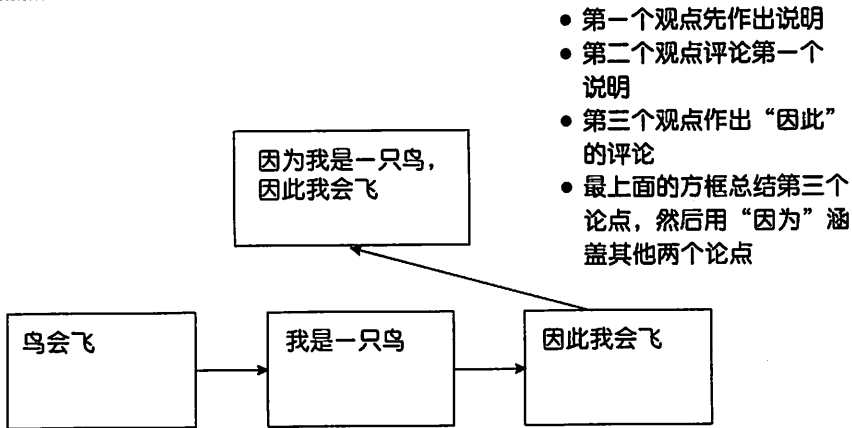 ● 第一个观点先作出说明
● 第二个观点评论第一个
说明
● 第三个观点作出“因此”
的评论
● 最上面的方框总结第三个
论点，然后用“因为”涵
盖其他两个论点
因为我是一只鸟，
因此我会飞
鸟会飞
我是一只鸟
因此我会飞